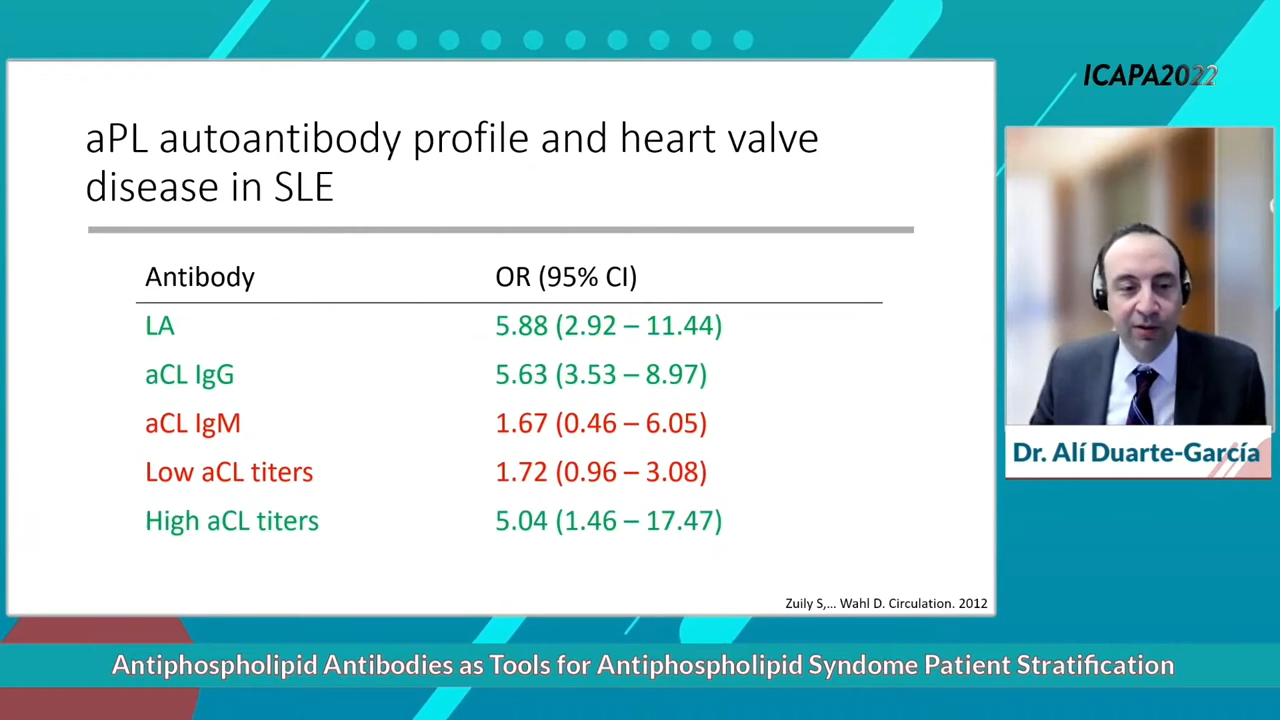 ICAPA2022
aPL autoantibody profile and heart valve
disease in SLE
Antibody OR (95% CI)
LA 5.88 (2.92 – 11.44)
aCL IgG 5.63 (3.53 – 8.97)
aCL IgM 1.67 (0.46 – 6.05)
Low aCL titers 1.72 (0.96 – 3.08)
High aCL titers 5.04 (1.46 – 17.47)
Zuily S,... Wahl D. Circulation. 2012
Dr. Alí Duarte-García
Antiphospholipid Antibodies as Tools for Antiphospholipid Syndome Patient Stratification